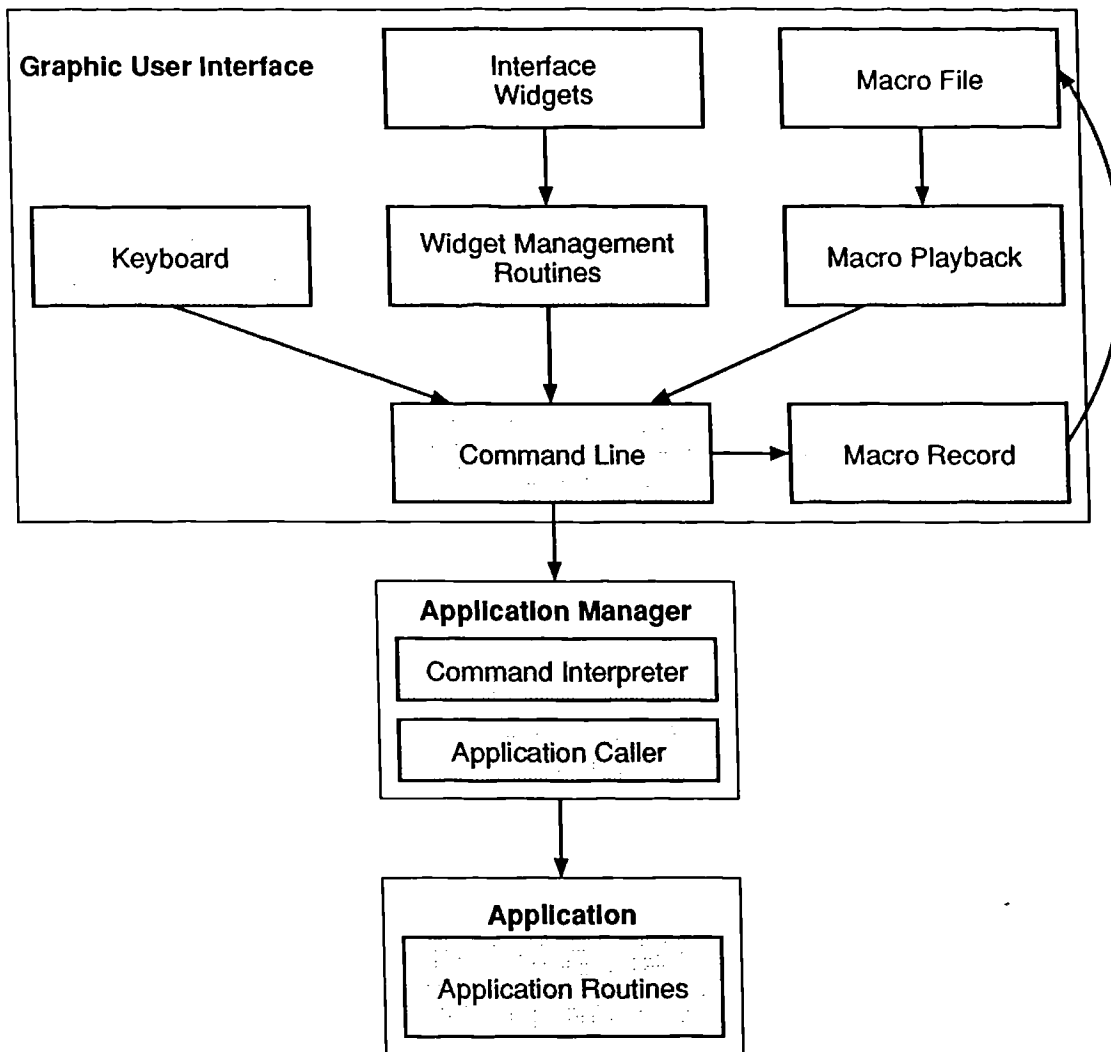 Graphic User Interface
Interface
Widgets
Macro File
Keyboard
Widget Management
Routines
Macro Playback
Command Line
Macro Record
Application Manager
Command Interpreter
Application Caller
Application
Application Routines